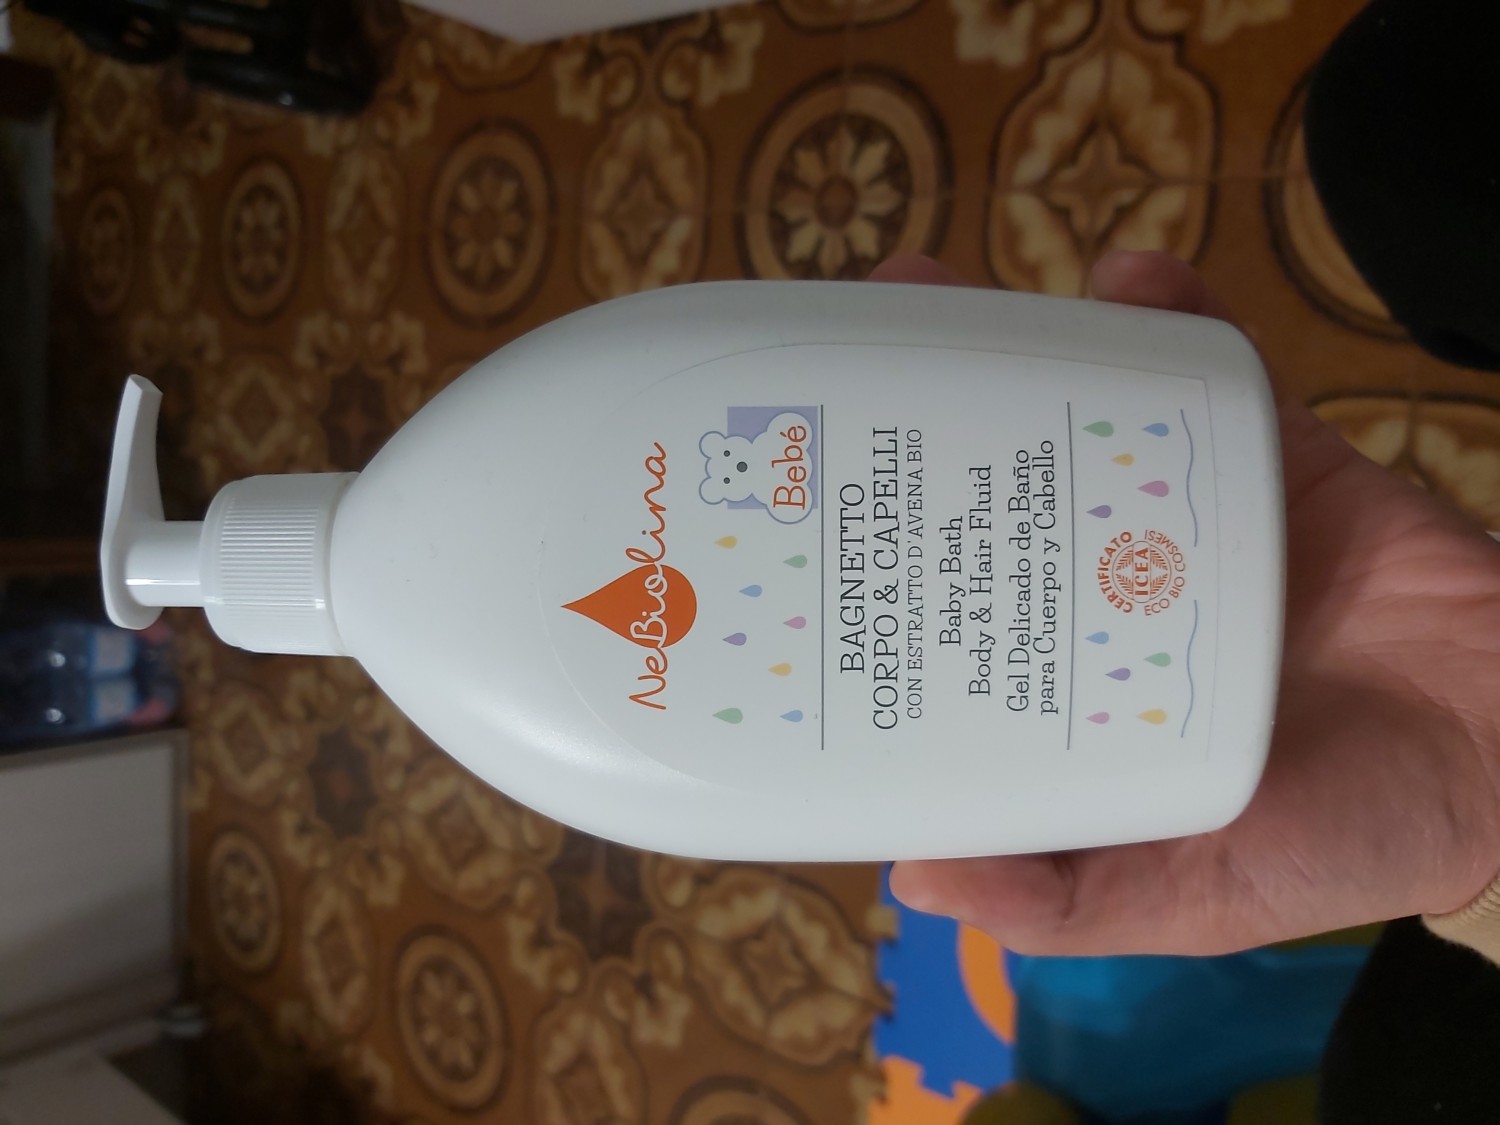 NeBiolina
Bebé
BAGNETTO
CORPO & CAPELLI
CON ESTRATTO D'AVENA BIO
Baby Bath
Body & Hair Fluid
Gel Delicado de Baño
para Cuerpo y Cabello
CERTIFICATO
ICEA
ECO BIO COSMESI